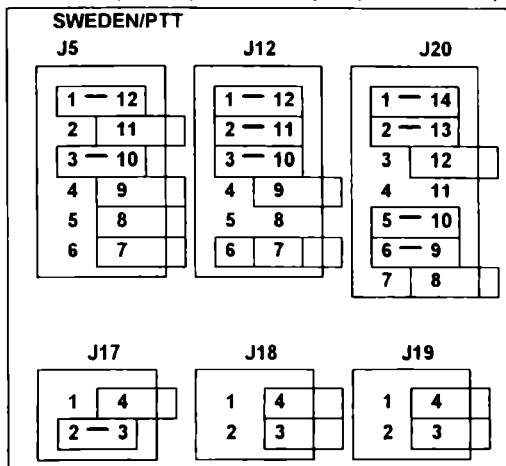 SWEDEN/PTT
J5 J12 J20
1 — 12 1 — 12 1 — 14
2 11 2 — 11 2 — 13
3 — 10 3 — 10 3 12
4 9 4 9 4 11
5 8 5 8 5 — 10
6 7 6 7 6 — 9
7 8
J17 J18 J19
1 4 1 4 1 4
2 — 3 2 3 2 3